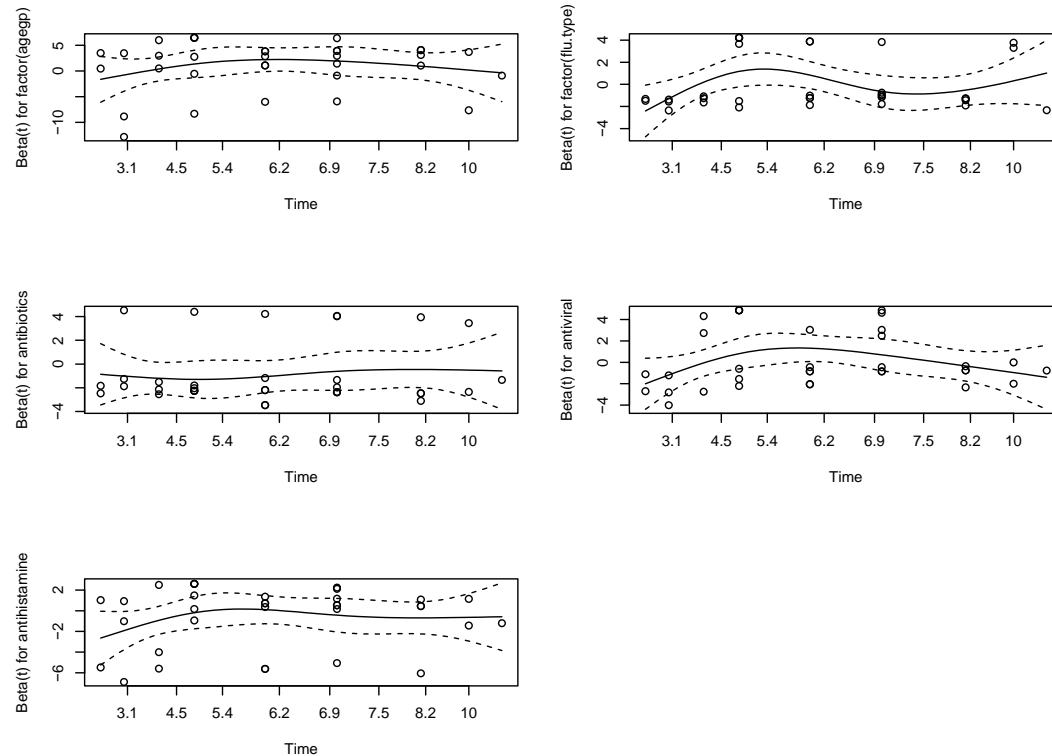 Beta(t) for factor(agegp)
5
0
−10
3.1 4.5 5.4 6.2 6.9 7.5 8.2 10
Time
Beta(t) for factor(flu.type)
4
2
0
−4
3.1 4.5 5.4 6.2 6.9 7.5 8.2 10
Time
Beta(t) for antibiotics
4
2
0
−4
3.1 4.5 5.4 6.2 6.9 7.5 8.2 10
Time
Beta(t) for antiviral
4
2
0
−4
3.1 4.5 5.4 6.2 6.9 7.5 8.2 10
Time
Beta(t) for antihistamine
2
−2
−6
3.1 4.5 5.4 6.2 6.9 7.5 8.2 10
Time